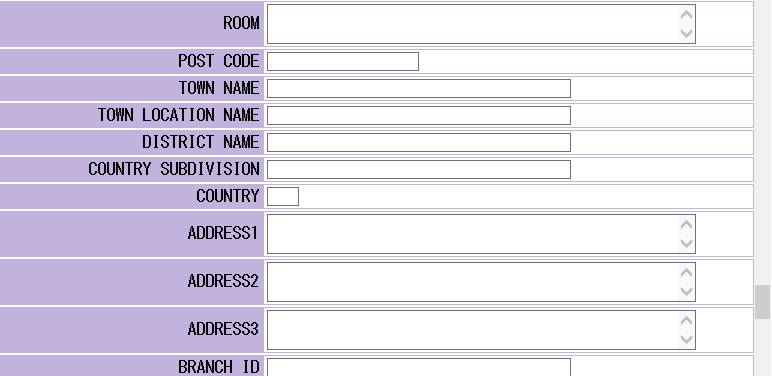 ROOM
POST CODE
TOWN NAME
TOWN LOCATION NAME
DISTRICT NAME
COUNTRY SUBDIVISION
COUNTRY
ADDRESS1
ADDRESS2
ADDRESS3
BRANCH ID